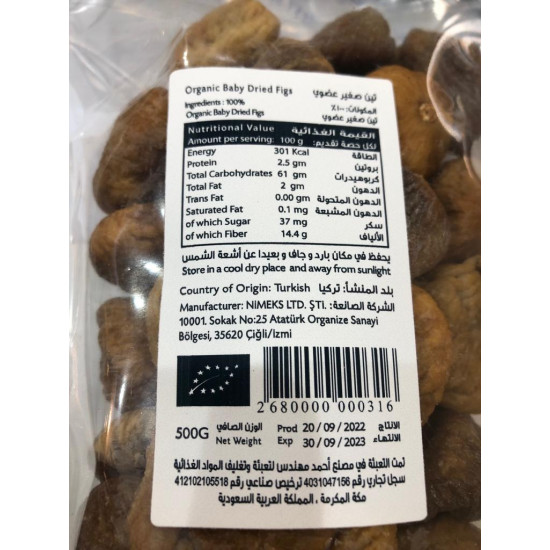 Organic Baby Dried Figs تين صغير عضوي
Ingredients : 100% المكونات: ١٠٠٪
Organic Baby Dried Figs تين صغير عضوي
Nutritional Value القيمة الغذائية
Amount per serving: 100 g لكل حصة تقديم:
Energy 301 Kcal الطاقة
Protein 2.5 gm بروتين
Total Carbohydrates 61 gm كربوهيدرات
Total Fat 2 gm الدهون
Trans Fat 0.00 gm الدهون المتحولة
Saturated Fat 0.1 mg الدهون المشبعة
of which Sugar 37 mg سكر
of which Fiber 14.4 g الألياف
يحفظ في مكان بارد و جاف و بعيدا عن أشعة الشمس
Store in a cool dry place and away from sunlight
Country of Origin: Turkish بلد المنشأ: تركيا
Manufacturer: NİMEKS LTD. ŞTİ. الشركة الصانعة:
10001. Sokak No:25 Atatürk Organize Sanayi
Bölgesi, 35620 Çiğli/Izmi
2 680000 000316
500G الوزن الصافي Prod 20 / 09 / 2022 الانتاج
Net Weight Exp 30 / 09 / 2023 الانتهاء
تمت التعبئة في مصنع أحمد مهندس لتعبئة وتغليف المواد الغذائية
سجل تجاري رقم 4031047156 ترخيص صناعي رقم 412102105518
مكة المكرمة ، المملكة العربية السعودية